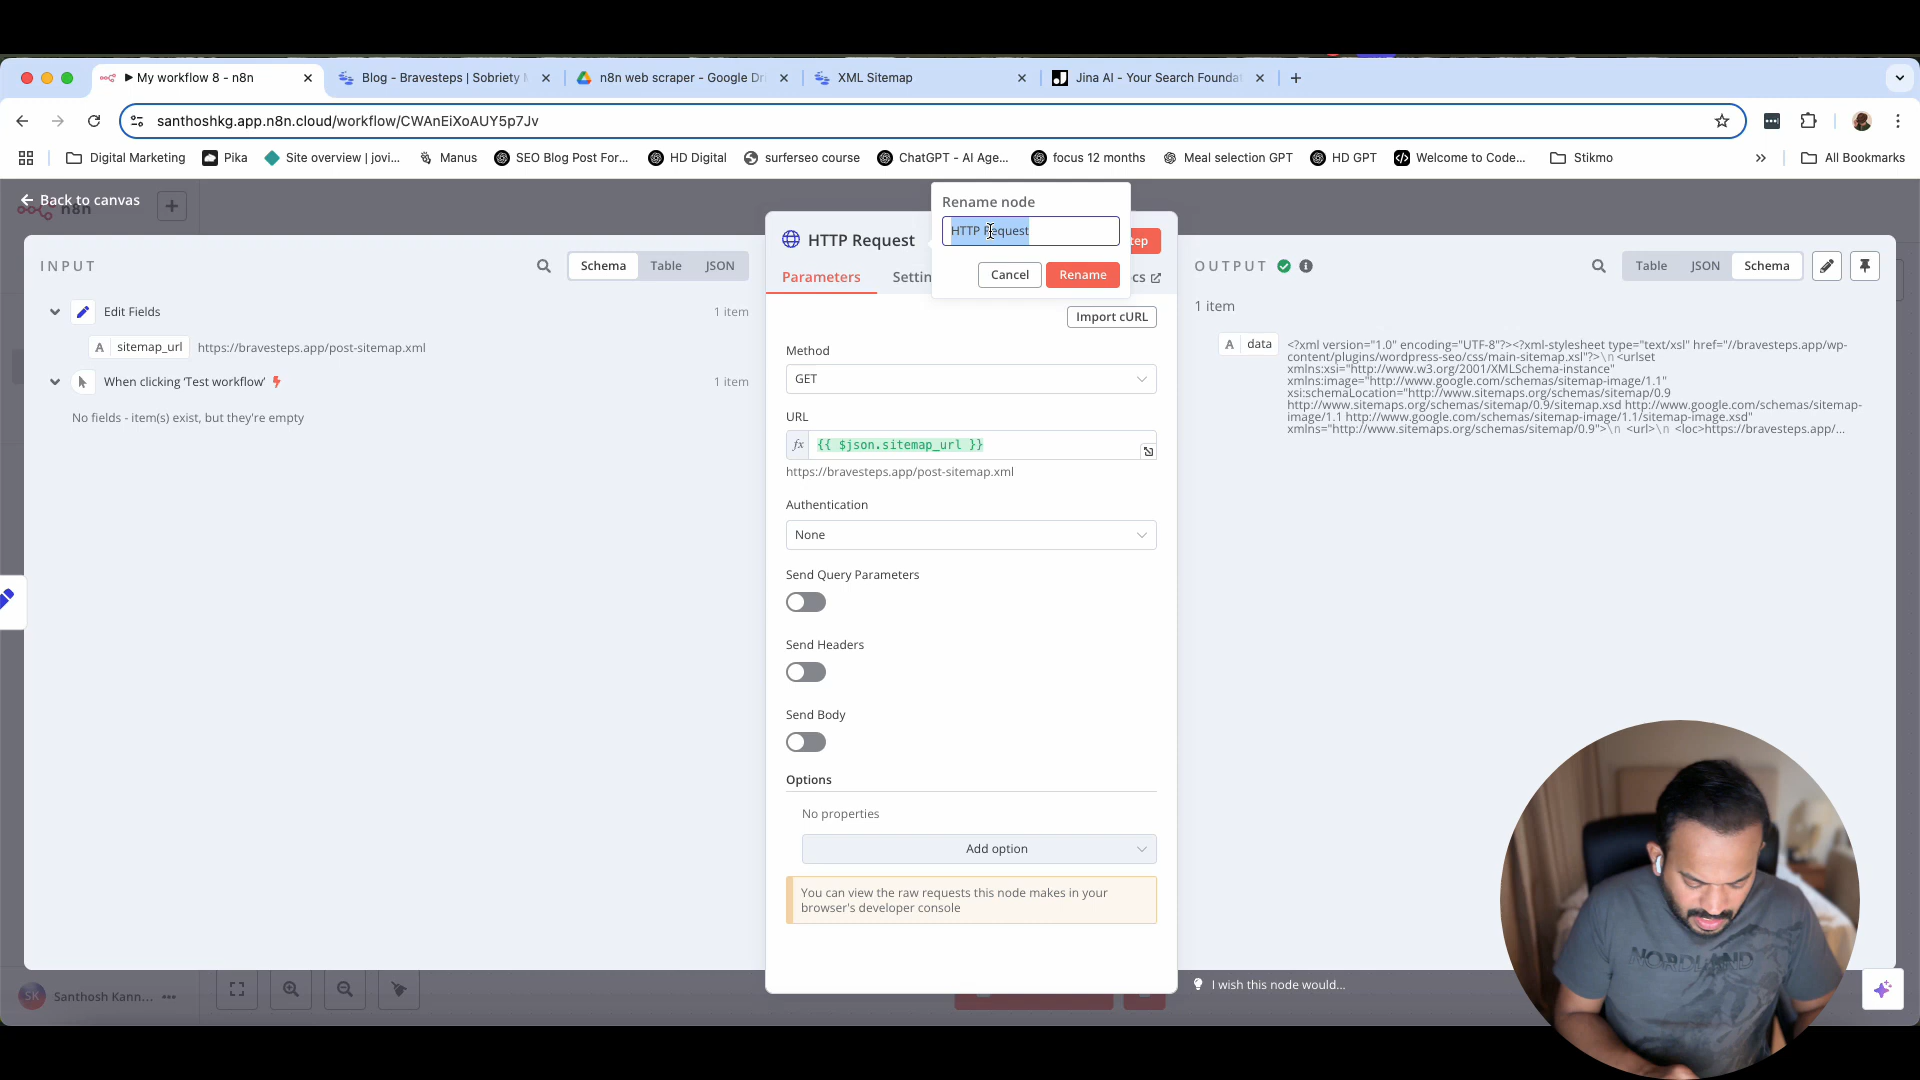 My workflow 8 - n8n
Blog - Bravesteps | Sobriety
n8n web scraper - Google Dri
XML Sitemap
Jina AI - Your Search Founda
santhoshkg.app.n8n.cloud/workflow/CWAnEiXoAUY5p7Jv
Digital Marketing
Pika
Site overview | jovi...
Manus
SEO Blog Post For...
HD Digital
surferseo course
ChatGPT - AI Age...
focus 12 months
Meal selection GPT
HD GPT
Welcome to Code...
Stikmo
All Bookmarks
Back to canvas
n8n
Rename node
HTTP Request
Cancel
Rename
INPUT
Schema
Table
JSON
Edit Fields
1 item
A sitemap_url https://bravesteps.app/post-sitemap.xml
When clicking ‘Test workflow’
1 item
No fields - item(s) exist, but they're empty
HTTP Request
tep
Parameters
Settin
cs
Import cURL
Method
GET
URL
fx {{ $json.sitemap_url }}
https://bravesteps.app/post-sitemap.xml
Authentication
None
Send Query Parameters
Send Headers
Send Body
Options
No properties
Add option
You can view the raw requests this node makes in your
browser's developer console
OUTPUT
Table
JSON
Schema
1 item
A data
<?xml version="1.0" encoding="UTF-8"?><?xml-stylesheet type="text/xsl" href="//bravesteps.app/wp-
content/plugins/wordpress-seo/css/main-sitemap.xsl"?>\n <urlset
xmlns:xsi="http://www.w3.org/2001/XMLSchema-instance"
xmlns:image="http://www.google.com/schemas/sitemap-image/1.1"
xsi:schemaLocation="http://www.sitemaps.org/schemas/sitemap/0.9
http://www.sitemaps.org/schemas/sitemap/0.9/sitemap.xsd http://www.google.com/schemas/sitemap-
image/1.1 http://www.google.com/schemas/sitemap-image/1.1/sitemap-image.xsd"
xmlns="http://www.sitemaps.org/schemas/sitemap/0.9">\n <url>\n <loc>https://bravesteps.app/...
I wish this node would...
SK
Santhosh Kann...
NORDLAND